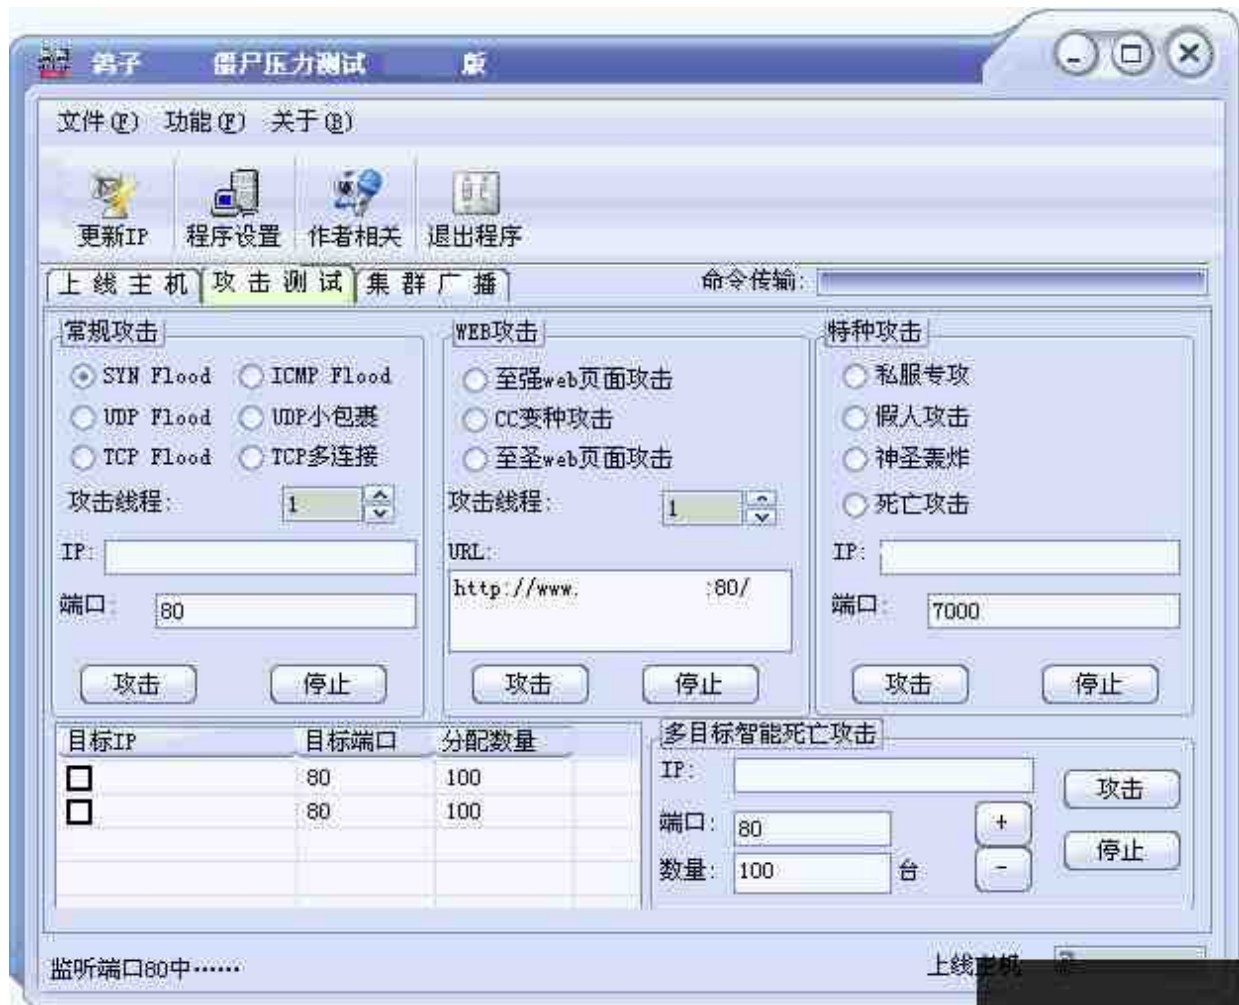 鸽子 僵尸压力测试 版
文件(F) 功能(F) 关于(B)
更新IP 程序设置 作者相关 退出程序
上线主机 攻击测试 集群广播 命令传输:
常规攻击
SYN Flood ICMP Flood
UDP Flood UDP小包裹
TCP Flood TCP多连接
攻击线程: 1
IP:
端口: 80
攻击 停止
WEB攻击
至强web页面攻击
CC变种攻击
至圣web页面攻击
攻击线程: 1
URL:
http://www. :80/
攻击 停止
特种攻击
私服专攻
假人攻击
神圣轰炸
死亡攻击
IP:
端口: 7000
攻击 停止
目标IP 目标端口 分配数量
80 100
80 100
多目标智能死亡攻击
IP:
端口: 80
数量: 100 台
+
-
攻击
停止
监听端口80中……
上线主机